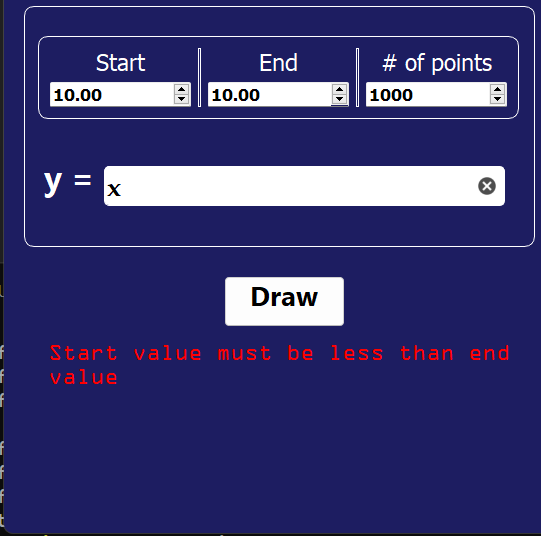 Start End # of points
10.00 10.00 1000
y = x
Draw
Start value must be less than end
value